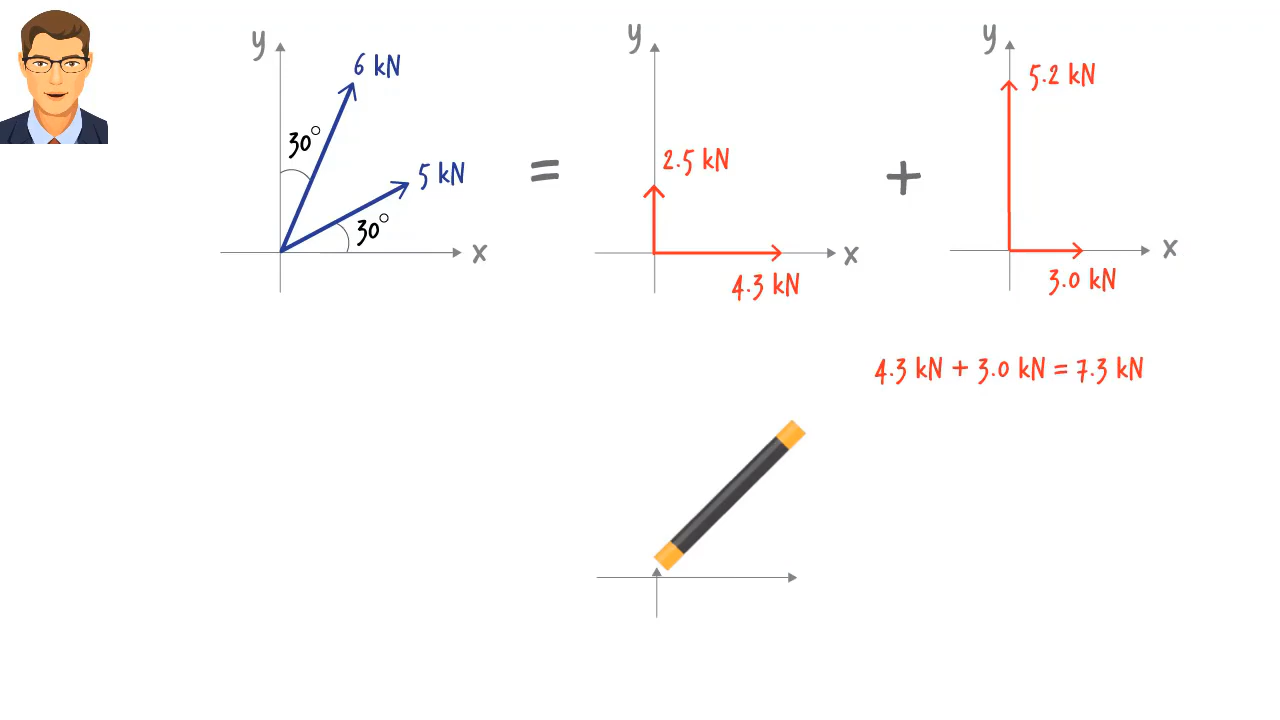 y
6 kN
30°
5 kN
30°
x
=
y
2.5 kN
x
4.3 kN
+
y
5.2 kN
x
3.0 kN
4.3 kN + 3.0 kN = 7.3 kN